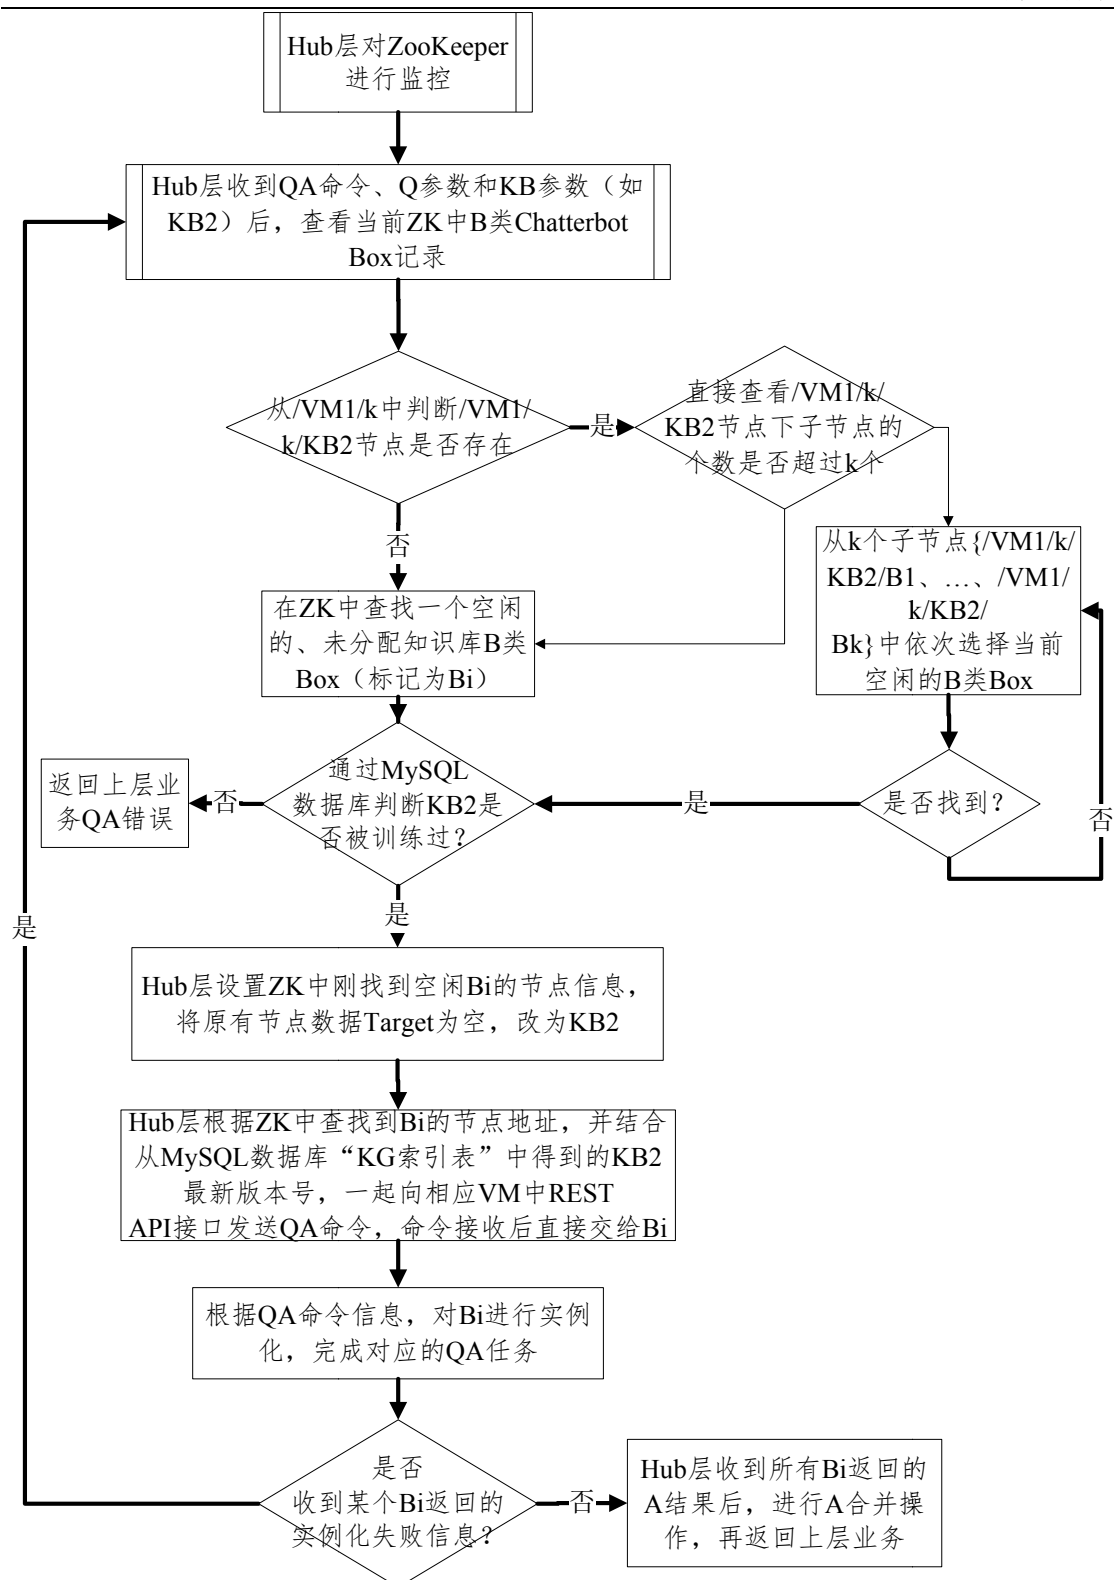 Hub层对ZooKeeper
进行监控
Hub层收到QA命令、Q参数和KB参数（如
KB2）后，查看当前ZK中B类Chatterbot
Box记录
从/VM1/k中判断/VM1/
k/KB2节点是否存在
是
直接查看/VM1/k/
KB2节点下子节点的
个数是否超过k个
否
从k个子节点{/VM1/k/
KB2/B1、…、/VM1/
k/KB2/
Bk}中依次选择当前
空闲的B类Box
在ZK中查找一个空闲
的、未分配知识库B类
Box（标记为Bi）
返回上层业
务QA错误
否
通过MySQL
数据库判断KB2是
否被训练过？
是
是否找到？
否
是
是
Hub层设置ZK中刚找到空闲Bi的节点信息，
将原有节点数据Target为空，改为KB2
Hub层根据ZK中查找到Bi的节点地址，并结合
从MySQL数据库“KG索引表”中得到的KB2
最新版本号，一起向相应VM中REST
API接口发送QA命令，命令接收后直接交给Bi
根据QA命令信息，对Bi进行实例
化，完成对应的QA任务
是否
收到某个Bi返回的
实例化失败信息？
否
Hub层收到所有Bi返回的
A结果后，进行A合并操
作，再返回上层业务